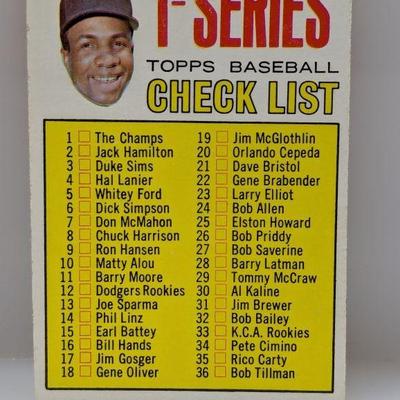 1st SERIES
TOPPS BASEBALL
CHECK LIST
1 The Champs
2 Jack Hamilton
3 Duke Sims
4 Hal Lanier
5 Whitey Ford
6 Dick Simpson
7 Don McMahon
8 Chuck Harrison
9 Ron Hansen
10 Matty Alou
11 Barry Moore
12 Dodgers Rookies
13 Joe Sparma
14 Phil Linz
15 Earl Battey
16 Bill Hands
17 Jim Gosger
18 Gene Oliver
19 Jim McGlothlin
20 Orlando Cepeda
21 Dave Bristol
22 Gene Brabender
23 Larry Elliot
24 Bob Allen
25 Elston Howard
26 Bob Priddy
27 Bob Saverine
28 Barry Latman
29 Tommy McCraw
30 Al Kaline
31 Jim Brewer
32 Bob Bailey
33 K.C.A. Rookies
34 Pete Cimino
35 Rico Carty
36 Bob Tillman